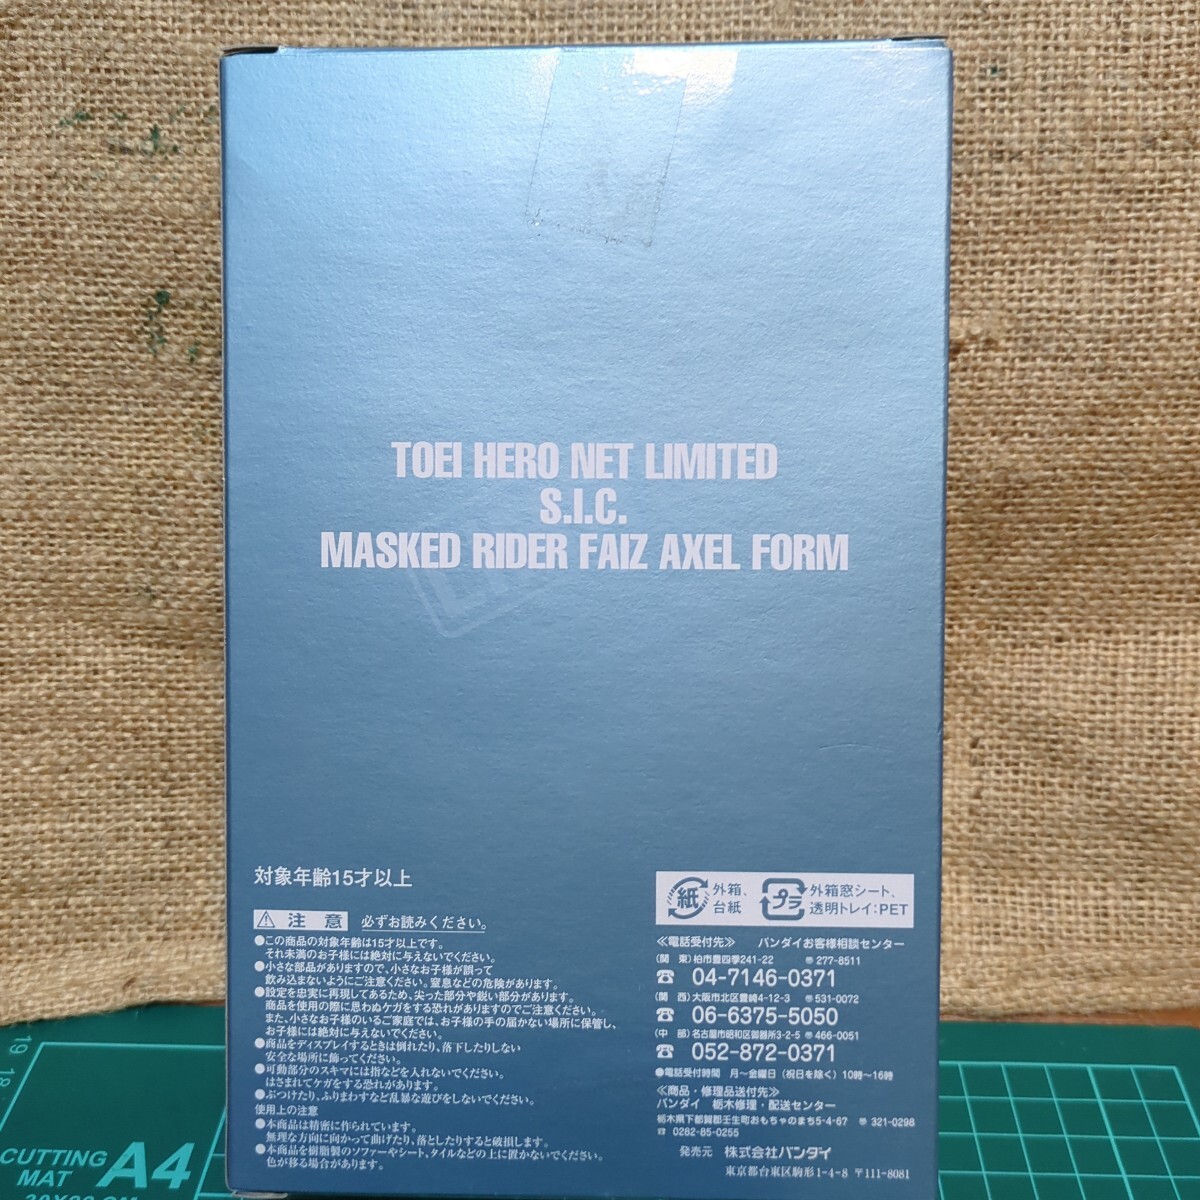 TOEI HERO NET LIMITED
S.I.C.
MASKED RIDER FAIZ AXEL FORM
対象年齢15才以上
注 意 必ずお読みください。
●この商品の対象年齢は15才以上です。
それ未満のお子様には絶対に与えないでください。
●小さな部品がありますので、小さなお子様が誤って
飲み込まないようにご注意ください。窒息などの危険があります。
●設定を忠実に再現してあるため、尖った部分や鋭い部分があります。
商品を使用の際に思わぬケガをする恐れがありますのでご注意ください。
また、小さなお子様のいるご家庭では、お子様の手の届かない場所に保管し、
お子様には絶対に与えないでください。
●商品をディスプレイするときは倒れたり、落下したりしない
安全な場所に飾ってください。
●可動部分のスキマには指などを入れないでください。
はさまれてケガをする恐れがあります。
●ぶつけたり、ふりまわすなど乱暴な遊びをしないでください。
使用上の注意
●本商品は精密に作られています。
無理な方向に向かって曲げたり、落としたりすると破損します。
●本商品を樹脂製のソファーやシート、タイルなどの上に置かないでください。
色が移る場合があります。
紙 外箱、
台紙
プラ 外箱窓シート、
透明トレイ:PET
≪電話受付先≫ バンダイお客様相談センター
(関 東)柏市豊四季241-22 〒277-8511
☎ 04-7146-0371
(関 西)大阪市北区豊崎4-12-3 〒531-0072
☎ 06-6375-5050
(中 部)名古屋市昭和区御器所3-2-5 〒466-0051
☎ 052-872-0371
●電話受付時間 月〜金曜日(祝日を除く)10時〜16時
≪商品・修理品送付先≫
バンダイ 栃木修理・配送センター
栃木県下都賀郡壬生町おもちゃのまち5-4-67 〒321-0298
☎ 0282-85-0255
発売元 株式会社バンダイ
東京都台東区駒形1-4-8 〒111-8081
19
18
CUTTING
MAT A4